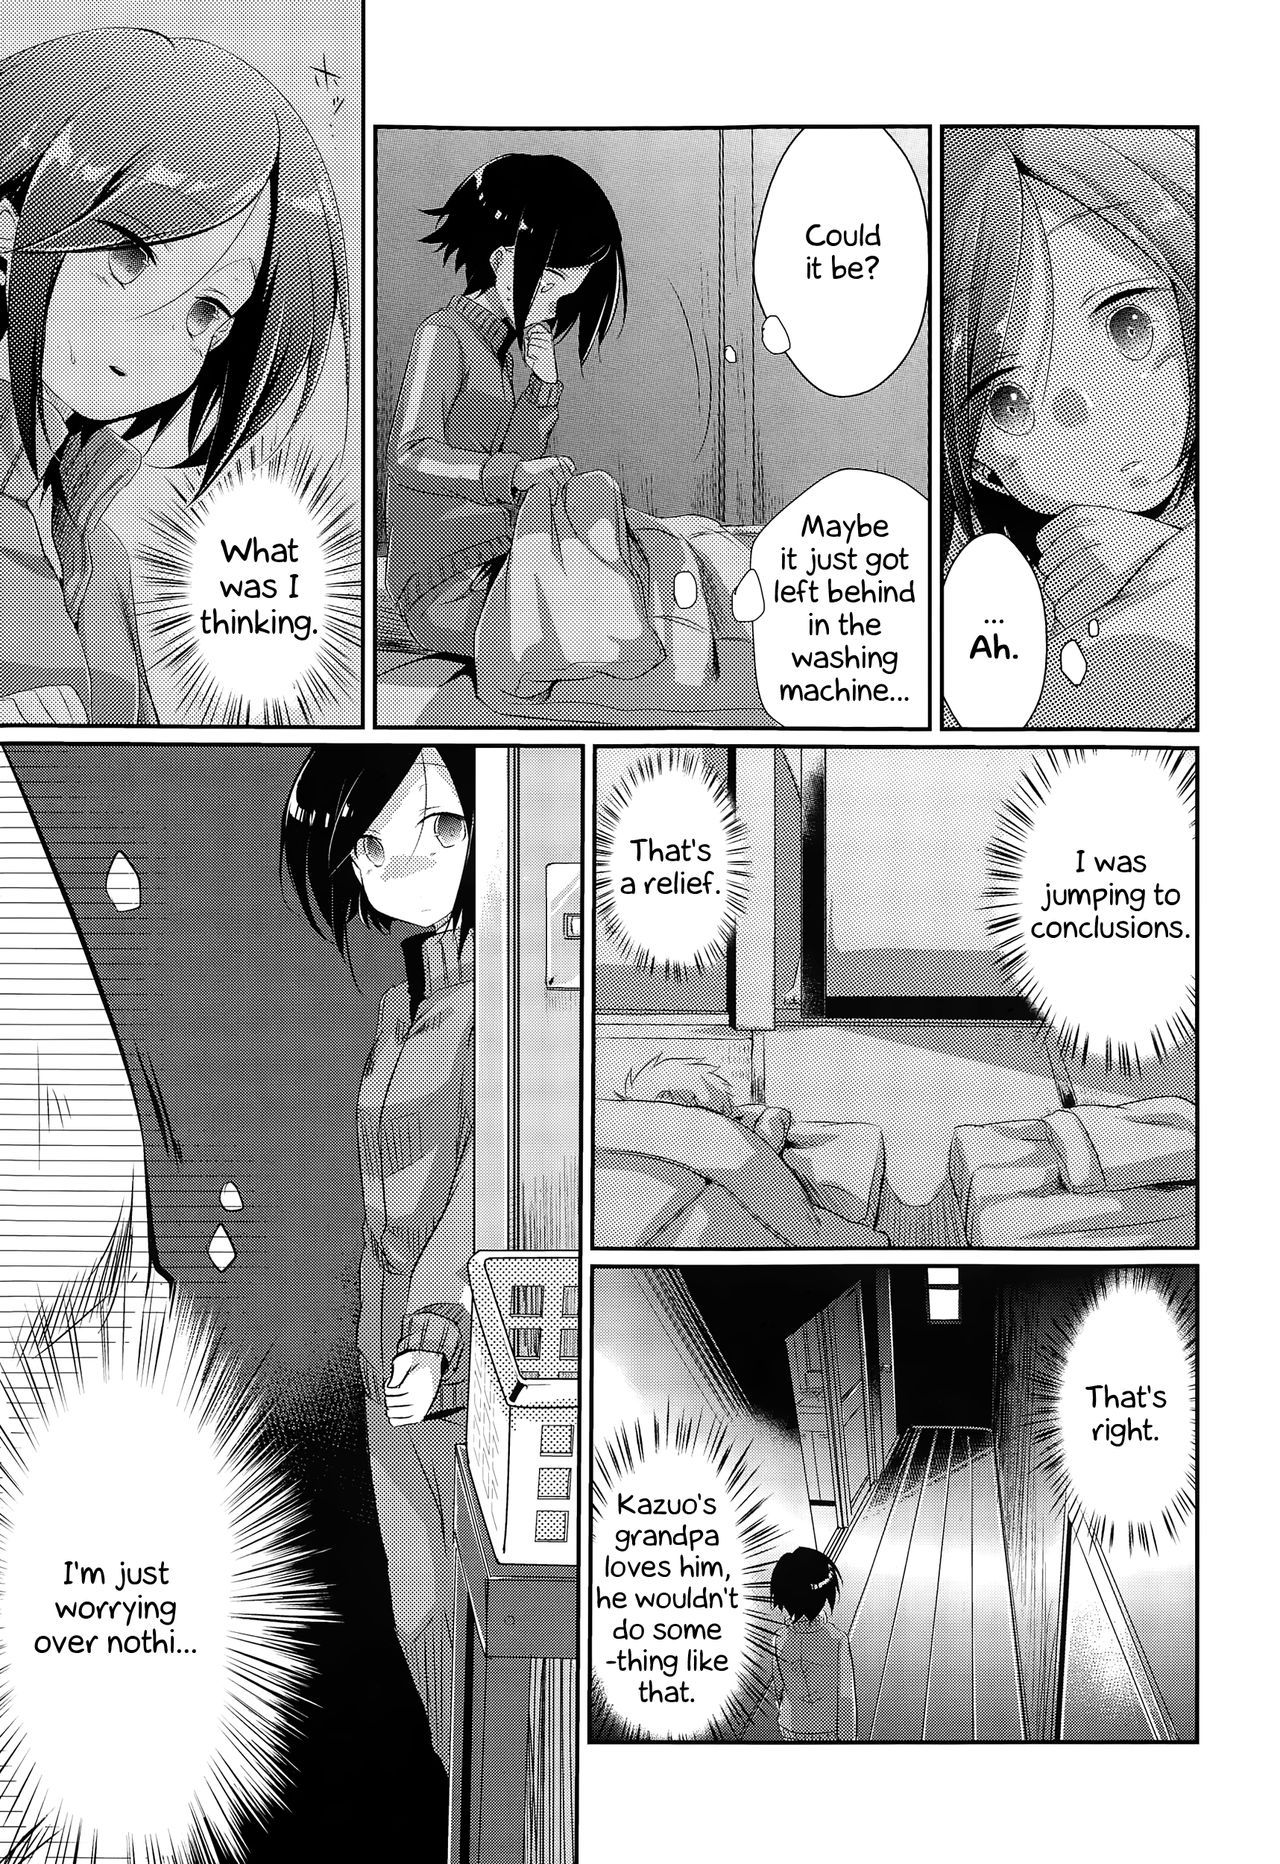 ...
Ah.
Could
it be?
Maybe
it just got
left behind
in the
washing
machine...
ホッ
What
was I
thinking.
I was
jumping to
conclusions.
That's
a relief.
That's
right.
Kazuo's
grandpa
loves him,
he wouldn't
do some
-thing like
that.
I'm just
worrying
over nothi...